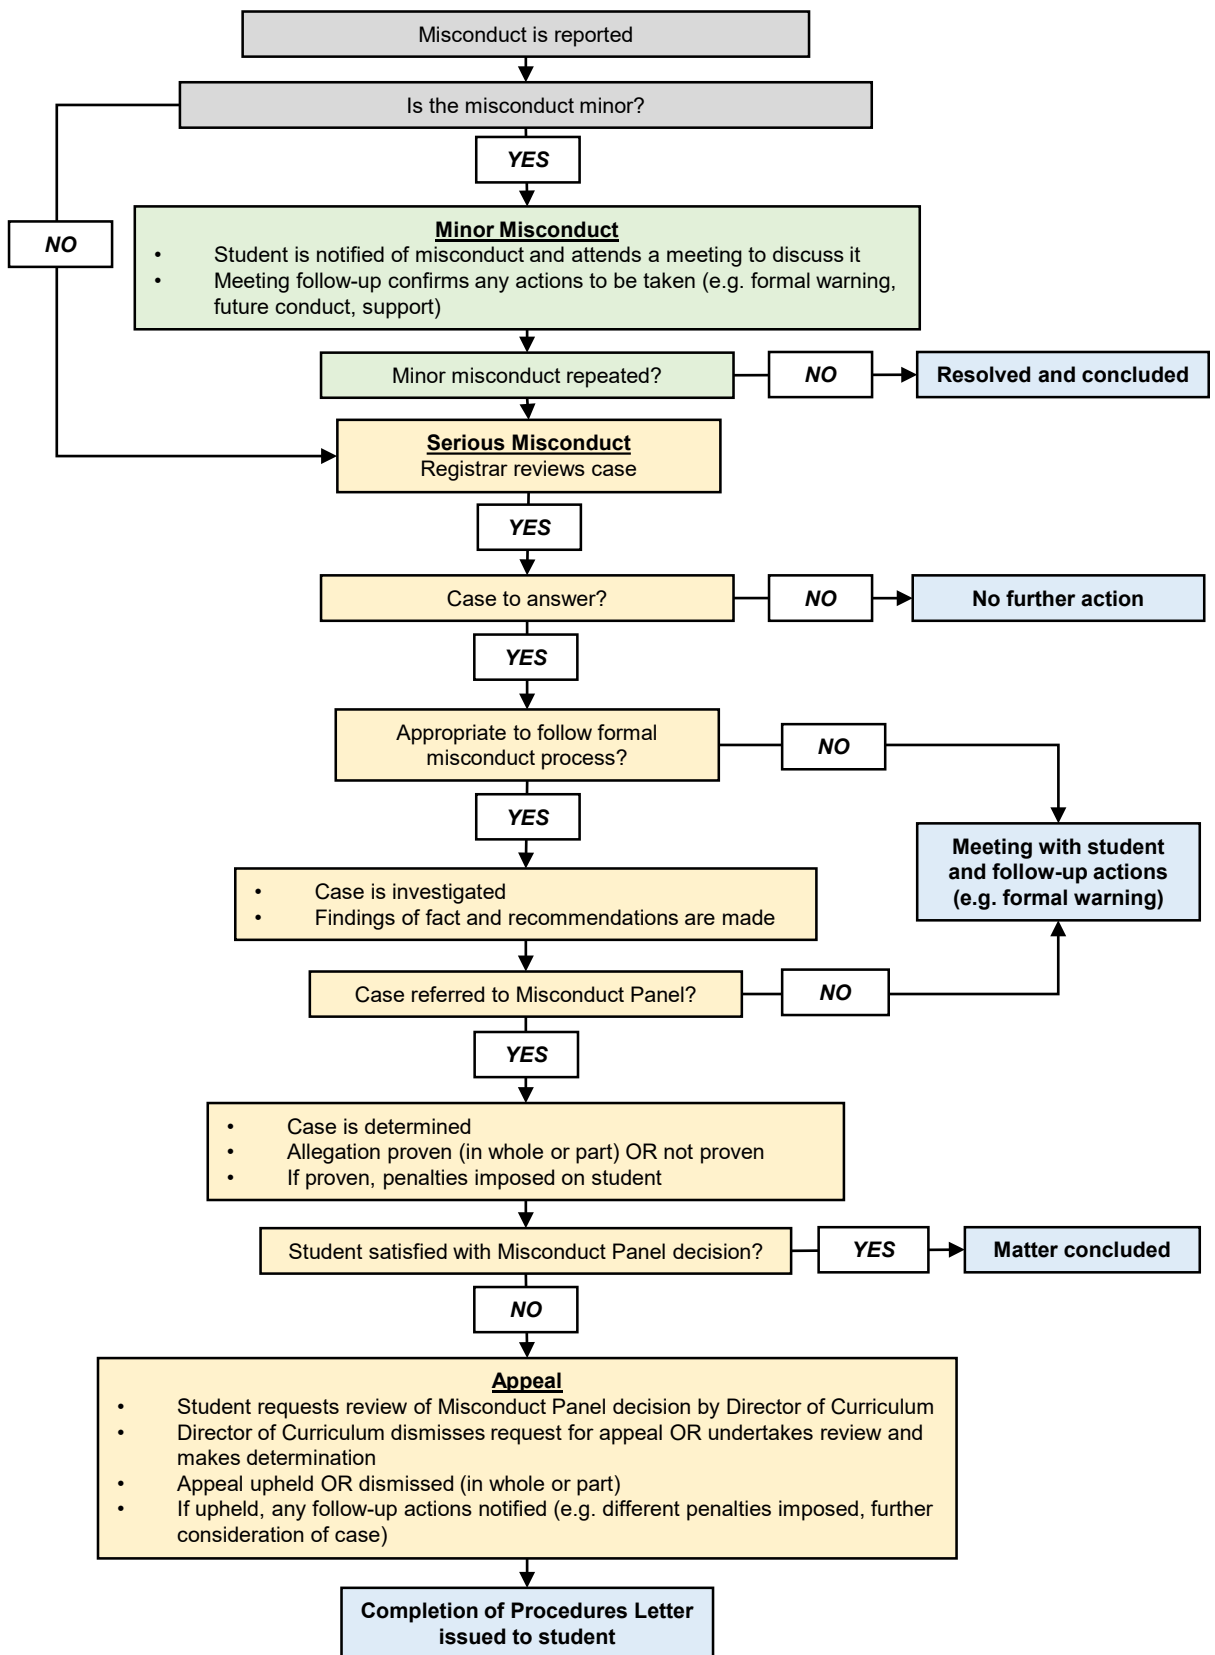 Misconduct is reported
Is the misconduct minor?
YES
NO
Minor Misconduct
• Student is notified of misconduct and attends a meeting to discuss it
• Meeting follow-up confirms any actions to be taken (e.g. formal warning,
future conduct, support)
Minor misconduct repeated?
NO
Resolved and concluded
Serious Misconduct
Registrar reviews case
YES
Case to answer?
NO
No further action
YES
Appropriate to follow formal
misconduct process?
NO
YES
Meeting with student
and follow-up actions
(e.g. formal warning)
• Case is investigated
• Findings of fact and recommendations are made
Case referred to Misconduct Panel?
NO
YES
• Case is determined
• Allegation proven (in whole or part) OR not proven
• If proven, penalties imposed on student
Student satisfied with Misconduct Panel decision?
YES
Matter concluded
NO
Appeal
• Student requests review of Misconduct Panel decision by Director of Curriculum
• Director of Curriculum dismisses request for appeal OR undertakes review and
makes determination
• Appeal upheld OR dismissed (in whole or part)
• If upheld, any follow-up actions notified (e.g. different penalties imposed, further
consideration of case)
Completion of Procedures Letter
issued to student